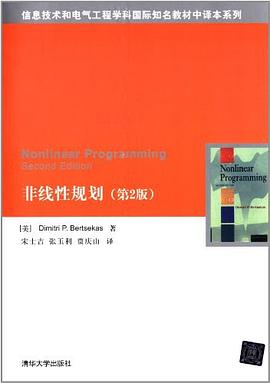 信息技术和电气工程学科国际知名教材中译本系列
Nonlinear Programming
Second Edition
非线性规划（第2版）
[美] Dimitri P. Bertsekas 著
宋士吉 张玉利 贾庆山 译
Nonlinear
Programming
清华大学出版社